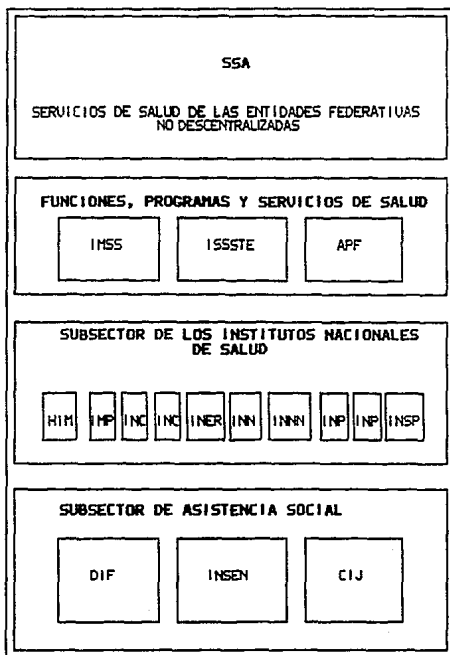 SSA
SERVICIOS DE SALUD DE LAS ENTIDADES FEDERATIVAS
NO DESCENTRALIZADAS
FUNCIONES, PROGRAMAS Y SERVICIOS DE SALUD
IMSS ISSSTE APF
SUBSECTOR DE LOS INSTITUTOS NACIONALES
DE SALUD
HIM IMP INC INC INER INN INNN INP INP INSP
SUBSECTOR DE ASISTENCIA SOCIAL
DIF INSEN CIJ